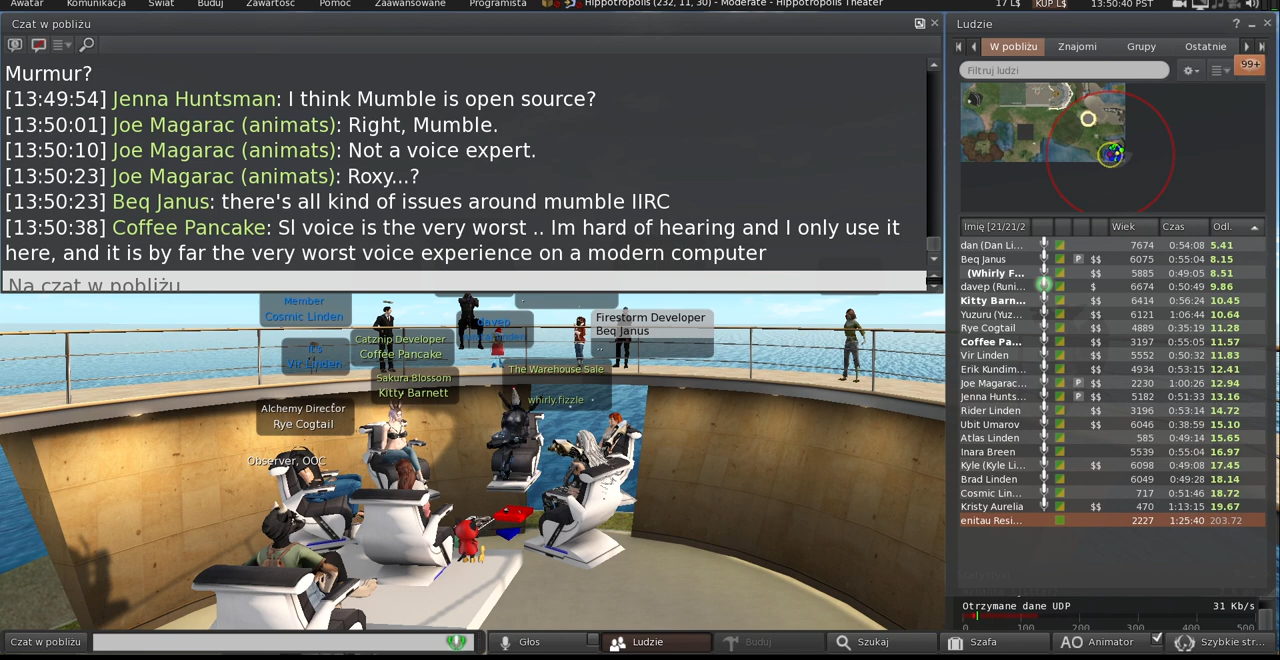 Awatar Komunikacja Świat Buduj Zawartość Pomoc Zaawansowane Programista Hippotropolis (232, 11, 30) - Moderate - Hippotropolis Theater 17 L$ KUP L$ 13:50:40 PST
Czat w pobliżu
Murmur?
[13:49:54] Jenna Huntsman: I think Mumble is open source?
[13:50:01] Joe Magarac (animats): Right, Mumble.
[13:50:10] Joe Magarac (animats): Not a voice expert.
[13:50:23] Joe Magarac (animats): Roxy...?
[13:50:23] Beq Janus: there's all kind of issues around mumble IIRC
[13:50:38] Coffee Pancake: Sl voice is the very worst .. Im hard of hearing and I only use it
here, and it is by far the very worst voice experience on a modern computer
Na czat w pobliżu
Member
Cosmic Linden
It's
Vir Linden
Catznip Developer
Coffee Pancake
davep
Firestorm Developer
Beq Janus
Sakura Blossom
Kitty Barnett
The Warehouse Sale
whirly.fizzle
Alchemy Director
Rye Cogtail
Observer, OOC
Ludzie
W pobliżu Znajomi Grupy Ostatnie
Filtruj ludzi
99+
Imię [21/21/2 Wiek Czas Odl.
dan (Dan Li... 7674 0:54:08 5.41
Beq Janus P $$ 6075 0:55:04 8.15
(Whirly F... $$ 5885 0:49:05 8.51
davep (Runi... $ 6674 0:50:49 9.86
Kitty Barn... $$ 6414 0:56:24 10.45
Yuzuru (Yuz... $$ 6121 1:06:44 10.64
Rye Cogtail $$ 4889 0:35:19 11.28
Coffee Pa... $$ 3197 0:55:05 11.57
Vir Linden $$ 5552 0:50:32 11.83
Erik Kundim... $$ 4934 0:53:15 12.41
Joe Magarac... P $$ 2230 1:00:26 12.94
Jenna Hunts... P $$ 5182 0:51:33 13.16
Rider Linden $$ 3196 0:53:14 14.72
Ubit Umarov $$ 6046 0:38:59 15.10
Atlas Linden 585 0:49:14 15.65
Inara Breen 5539 0:55:04 16.97
Kyle (Kyle Li... $$ 6098 0:49:08 17.45
Brad Linden 6049 0:49:28 18.14
Cosmic Lin... 717 0:51:46 18.72
Kristy Aurelia $$ 470 1:13:15 19.67
enitau Resi... 2227 1:25:40 203.72
Otrzymane dane UDP 31 Kb/s
0 100 200 300 400 500
Czat w pobliżu Głos Ludzie Buduj Szukaj Szafa AO Animator Szybkie str...